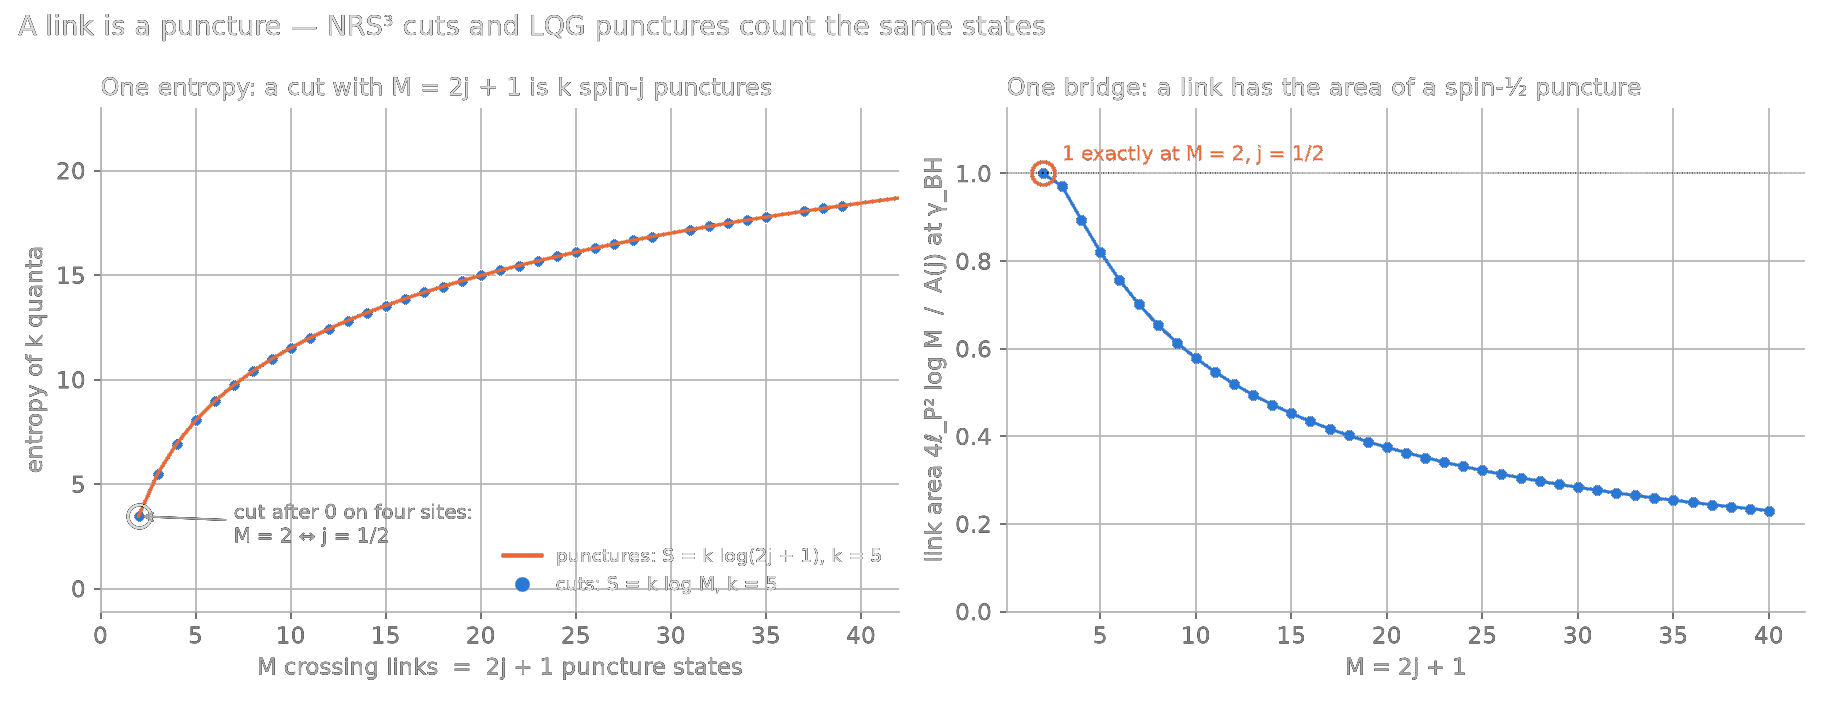 A link is a puncture — NRS³ cuts and LQG punctures count the same states
One entropy: a cut with M = 2j + 1 is k spin-j punctures
entropy of k quanta
20
15
10
5
0
cut after 0 on four sites:
M = 2 ↔ j = 1/2
punctures: S = k log(2j + 1), k = 5
cuts: S = k log M, k = 5
0 5 10 15 20 25 30 35 40
M crossing links = 2j + 1 puncture states
One bridge: a link has the area of a spin-½ puncture
link area 4ℓ_P² log M / A(j) at γ_BH
1 exactly at M = 2, j = 1/2
1.0
0.8
0.6
0.4
0.2
0.0
5 10 15 20 25 30 35 40
M = 2j + 1